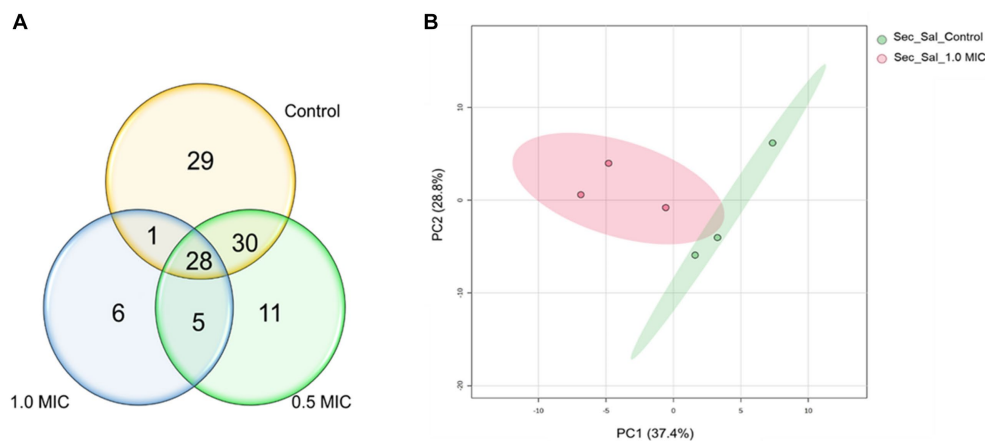 A
Control
29
1
30
28
6
5
11
1.0 MIC
0.5 MIC
B
Sec_Sal_Control
Sec_Sal_1.0 MIC
PC2 (28.8%)
10
0
-10
-20
-10
-5
0
5
10
PC1 (37.4%)